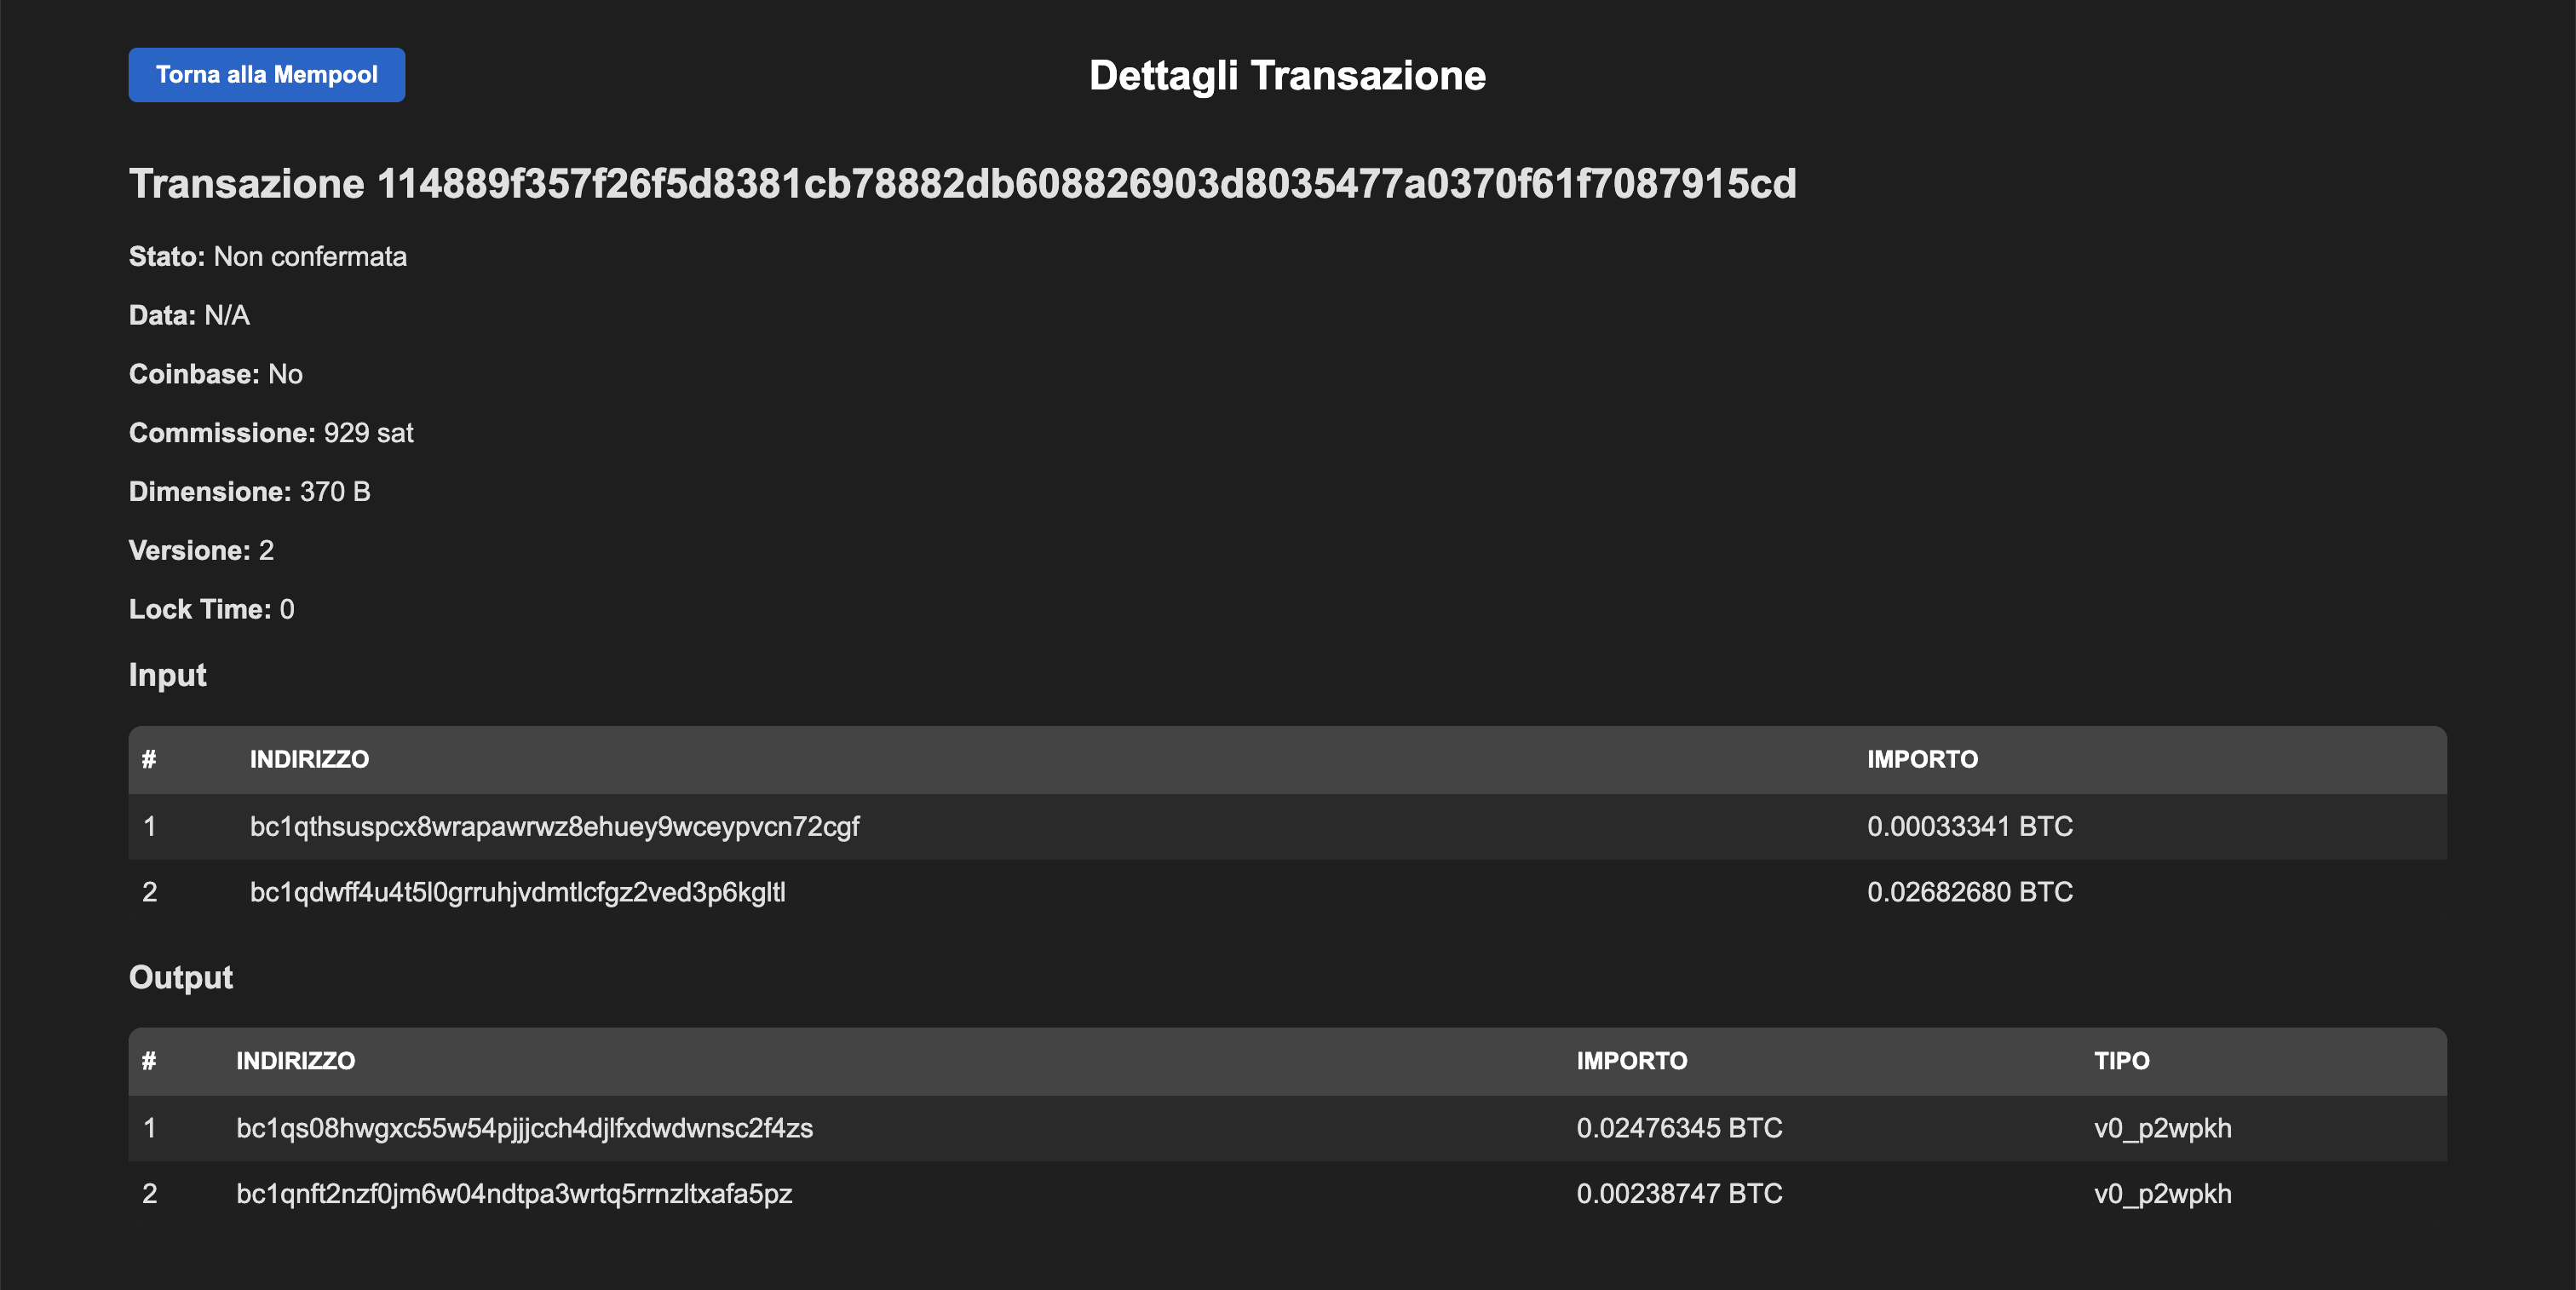 Torna alla Mempool
Dettagli Transazione
Transazione 114889f357f26f5d8381cb78882db608826903d8035477a0370f61f7087915cd
Stato: Non confermata
Data: N/A
Coinbase: No
Commissione: 929 sat
Dimensione: 370 B
Versione: 2
Lock Time: 0
Input
# INDIRIZZO IMPORTO
1 bc1qthsuspcx8wrapawrwz8ehuey9wceypvcn72cgf 0.00033341 BTC
2 bc1qdwff4u4t5l0grruhjvdmtlcfgz2ved3p6kgltl 0.02682680 BTC
Output
# INDIRIZZO IMPORTO TIPO
1 bc1qs08hwgxc55w54pjjjcch4djlfxdwdwnsc2f4zs 0.02476345 BTC v0_p2wpkh
2 bc1qnft2nzf0jm6w04ndtpa3wrtq5rrnzltxafa5pz 0.00238747 BTC v0_p2wpkh